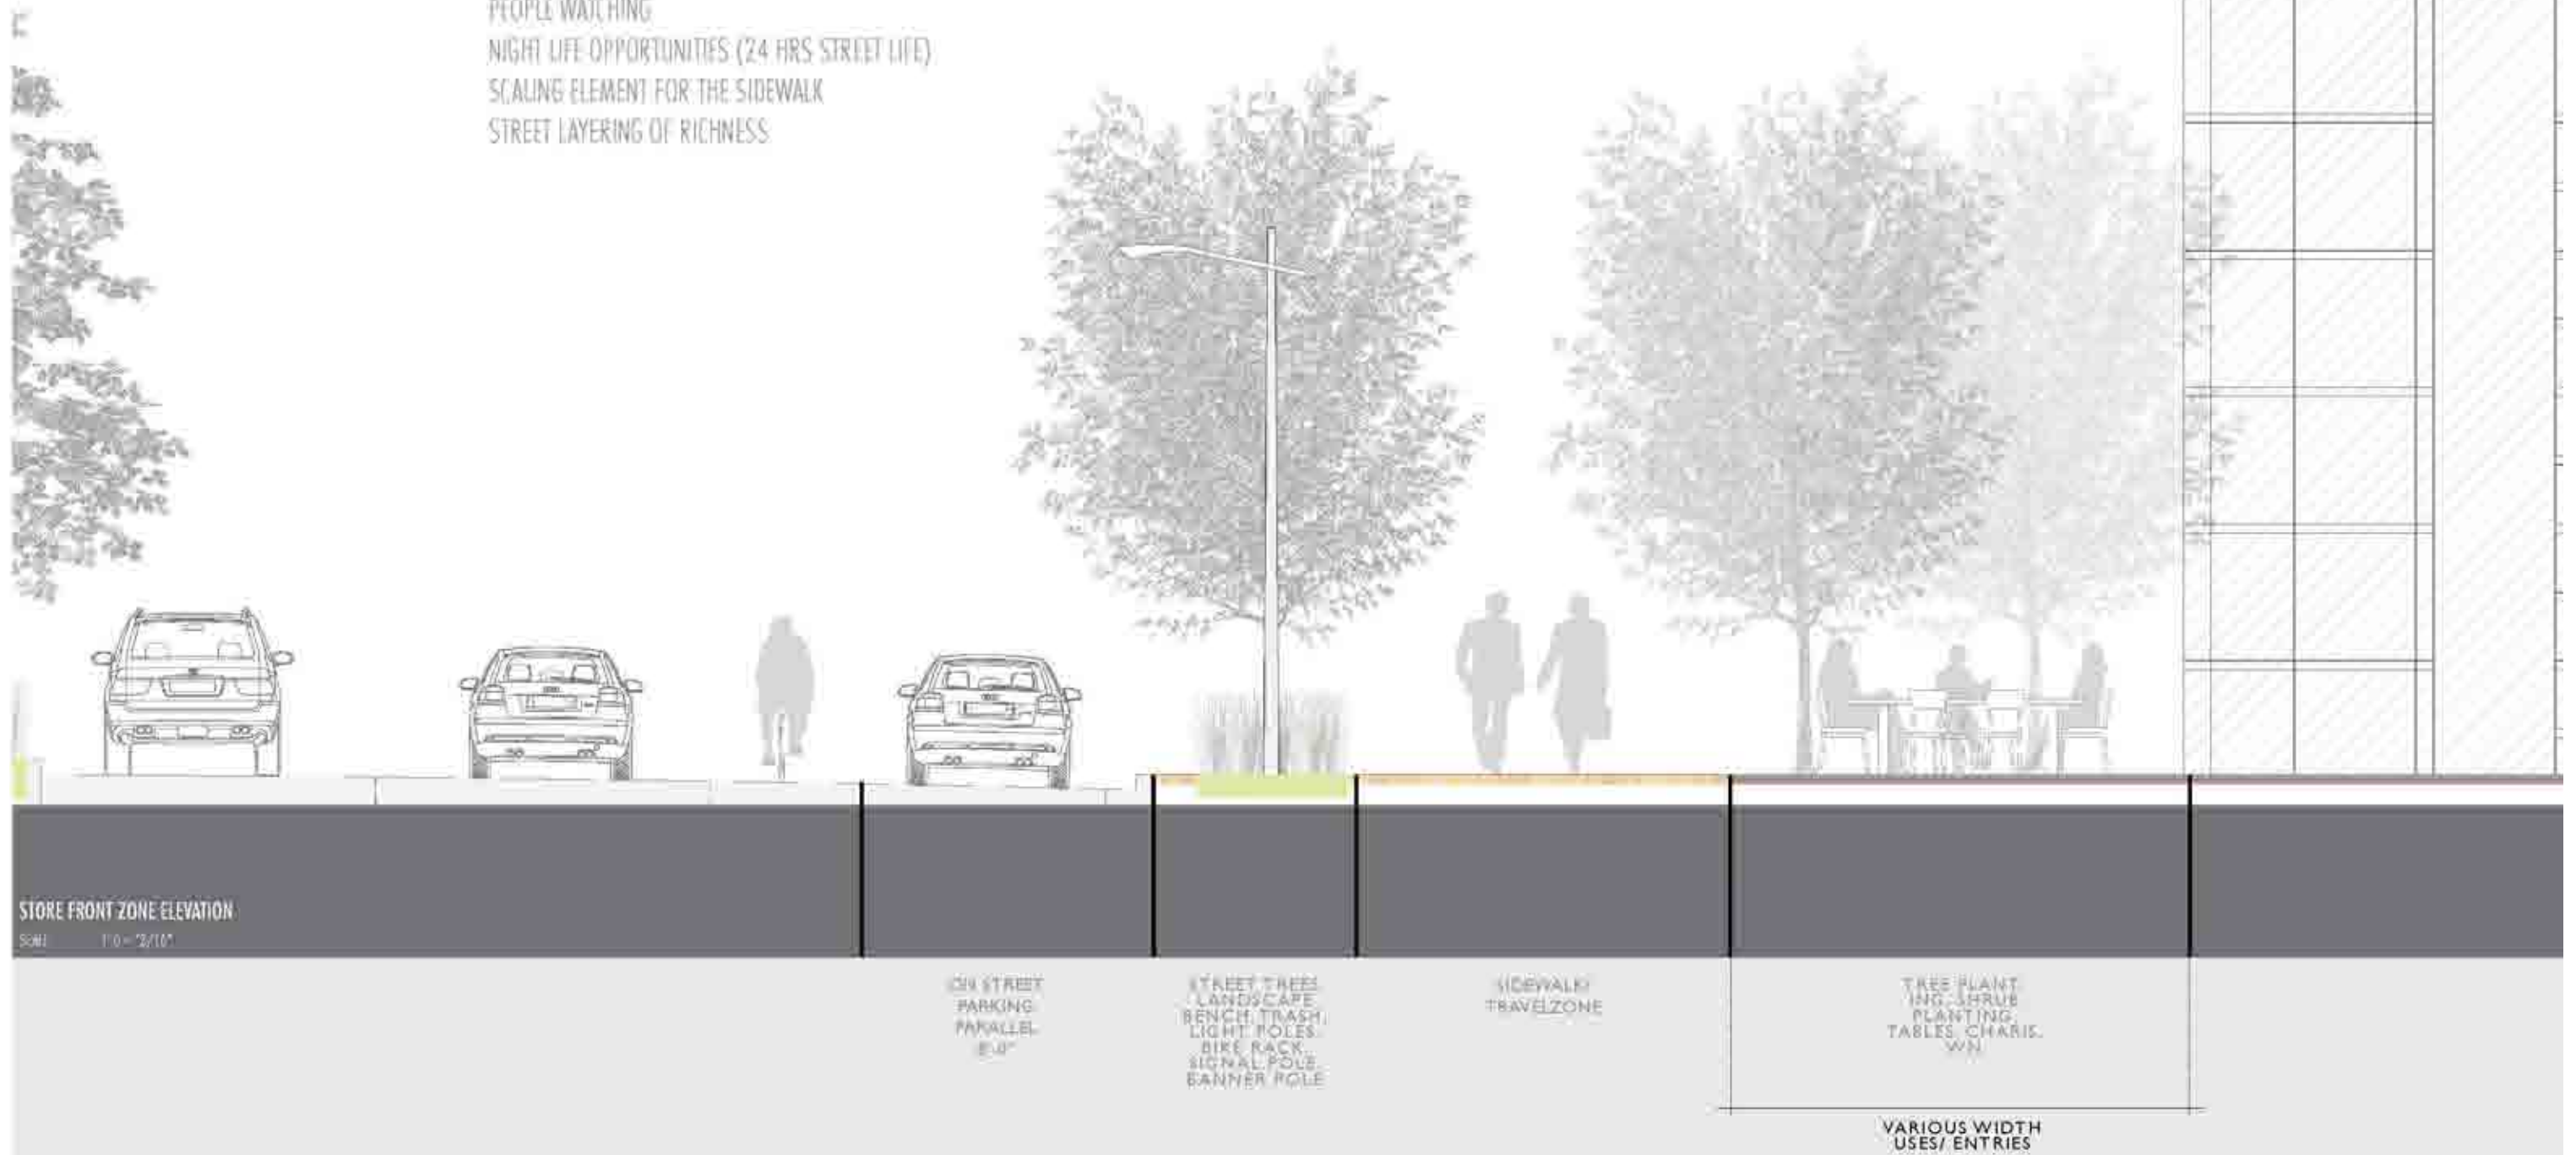 PEOPLE WATCHING
NIGHT LIFE OPPORTUNITIES (24 HRS STREET LIFE)
SCALING ELEMENT FOR THE SIDEWALK
STREET LAYERING OF RICHNESS
STORE FRONT ZONE ELEVATION
ON STREET
PARKING
PARALLEL
8'-0"
STREET TREES
LANDSCAPE
BENCH, TRASH,
LIGHT POLES
BIKE RACK
SIGNAL POLE
BANNER POLE
SIDEWALK/
TRAVELZONE
TREE PLANT
ING, SHRUB
PLANTING,
TABLES, CHARIS,
WN
VARIOUS WIDTH
USES/ ENTRIES